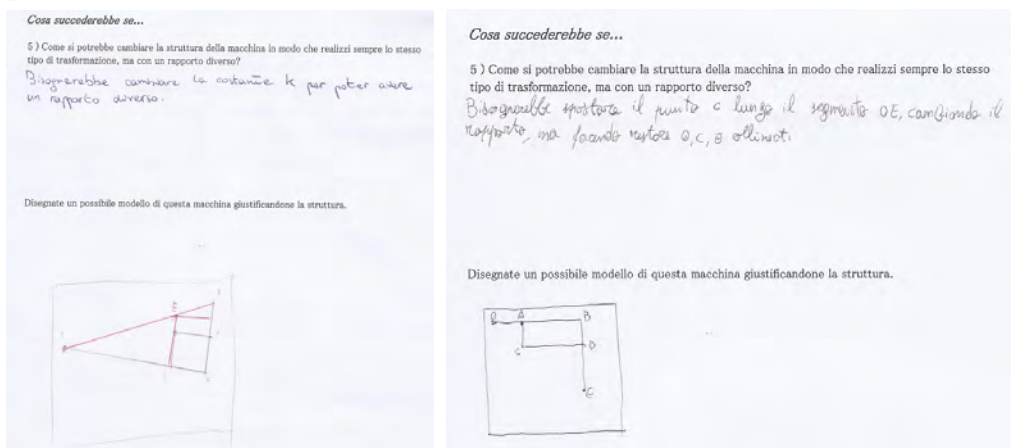 Cosa succederebbe se...
5 ) Come si potrebbe cambiare la struttura della macchina in modo che realizzi sempre lo stesso
tipo di trasformazione, ma con un rapporto diverso?
Bisognerebbe cambiare la costante k per poter avere
un rapporto diverso.
Disegnate un possibile modello di questa macchina giustificandone la struttura.
E
Cosa succederebbe se...
5 ) Come si potrebbe cambiare la struttura della macchina in modo che realizzi sempre lo stesso
tipo di trasformazione, ma con un rapporto diverso?
Bisognerebbe spostare il punto c lungo il segmento OE, cambiando il
rapporto, ma facendo restare O, C, E allineati
Disegnate un possibile modello di questa macchina giustificandone la struttura.
A B
C D
E